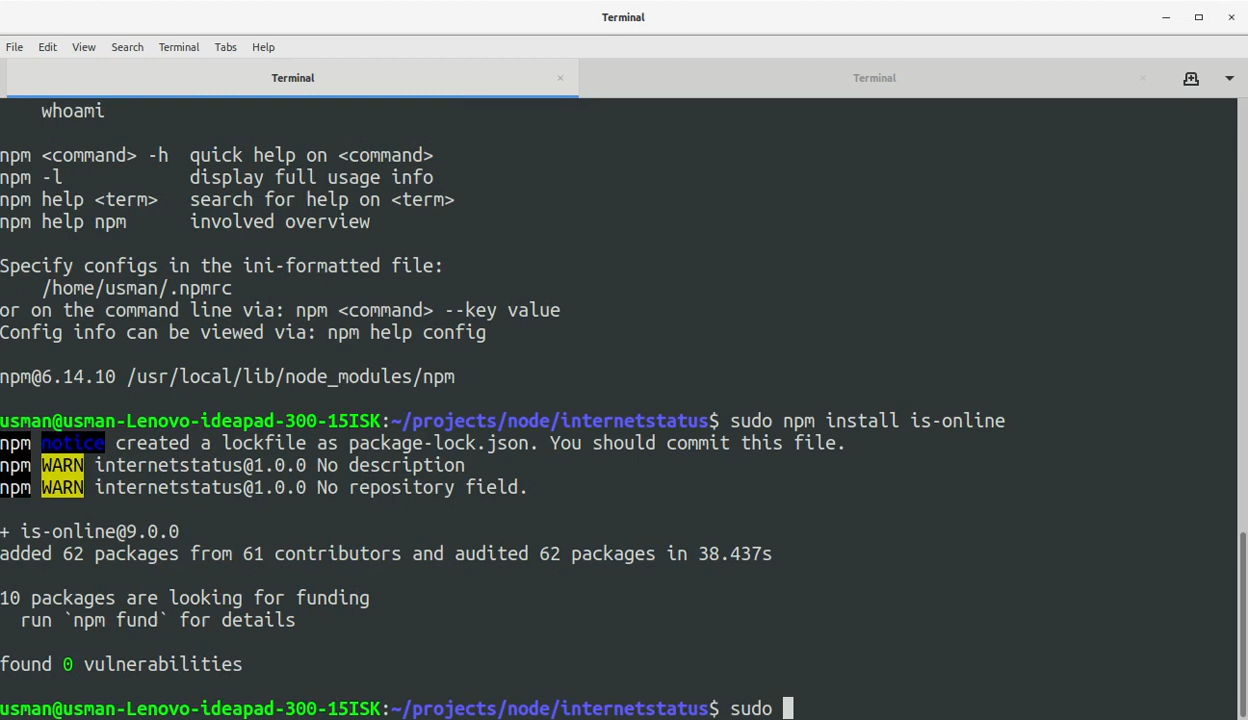 Terminal
File Edit View Search Terminal Tabs Help
Terminal × Terminal ×
whoami
npm <command> -h quick help on <command>
npm -l display full usage info
npm help <term> search for help on <term>
npm help npm involved overview
Specify configs in the ini-formatted file:
/home/usman/.npmrc
or on the command line via: npm <command> --key value
Config info can be viewed via: npm help config
npm@6.14.10 /usr/local/lib/node_modules/npm
usman@usman-Lenovo-ideapad-300-15ISK:~/projects/node/internetstatus$ sudo npm install is-online
npm notice created a lockfile as package-lock.json. You should commit this file.
npm WARN internetstatus@1.0.0 No description
npm WARN internetstatus@1.0.0 No repository field.
+ is-online@9.0.0
added 62 packages from 61 contributors and audited 62 packages in 38.437s
10 packages are looking for funding
run `npm fund` for details
found 0 vulnerabilities
usman@usman-Lenovo-ideapad-300-15ISK:~/projects/node/internetstatus$ sudo